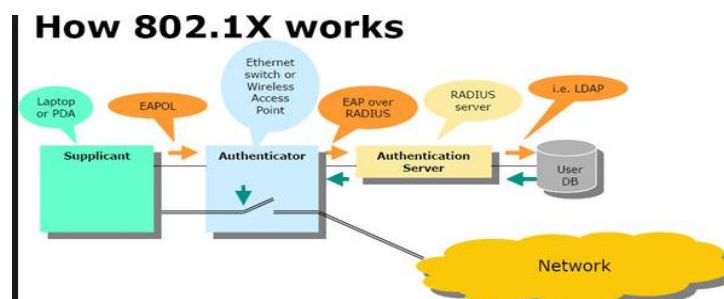 How 802.1X works
Ethernet
switch or
Wireless
Access
Point
Laptop
or PDA
EAPOL
EAP over
RADIUS
RADIUS
server
i.e. LDAP
Supplicant
Authenticator
Authentication
Server
User
DB
Network